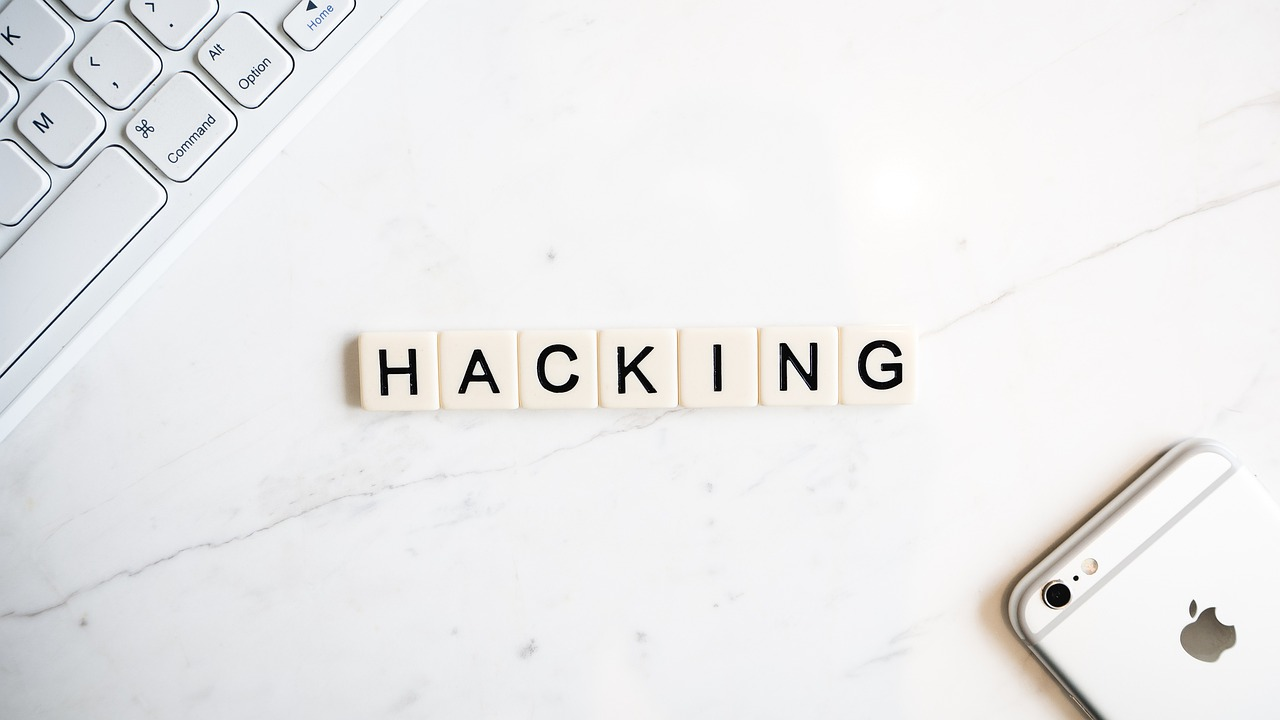 K
< ,
> .
Alt
Option
Home
M
⌘
Command
HACKING